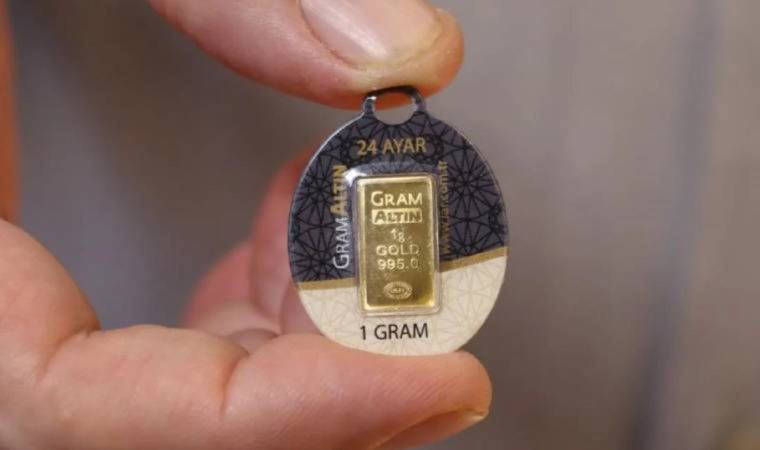 24 AYAR
GRAM ALTIN
GRAM
ALTIN
1g
GOLD
995.0
1 GRAM